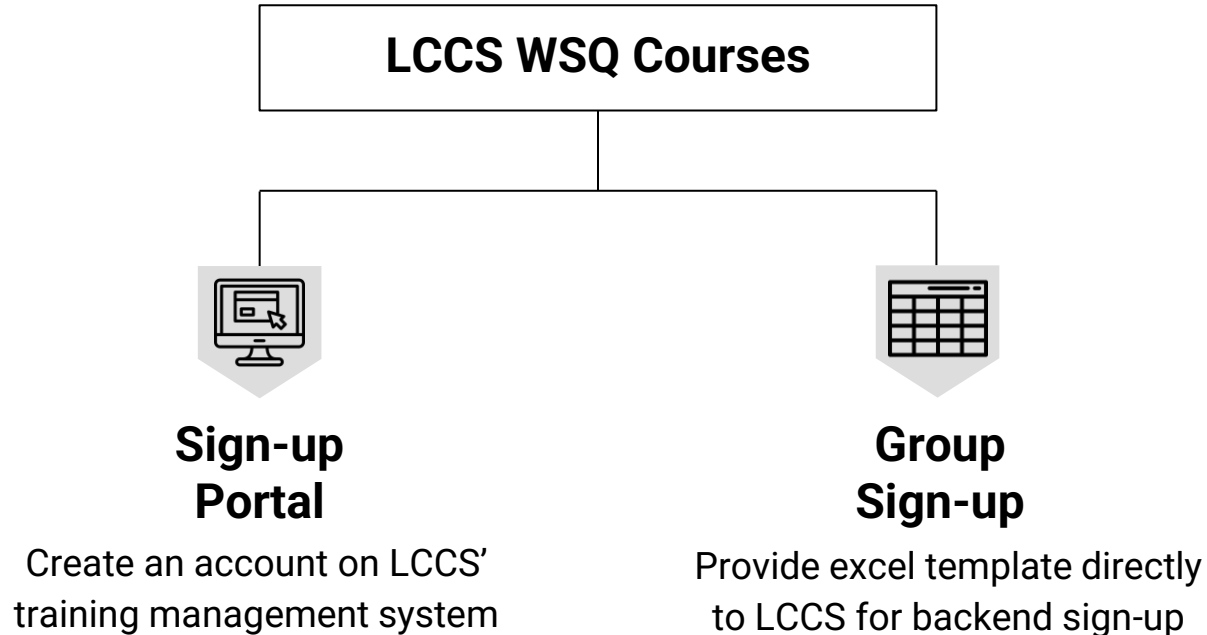 LCCS WSQ Courses
Sign-up
Portal
Create an account on LCCS’
training management system
Group
Sign-up
Provide excel template directly
to LCCS for backend sign-up